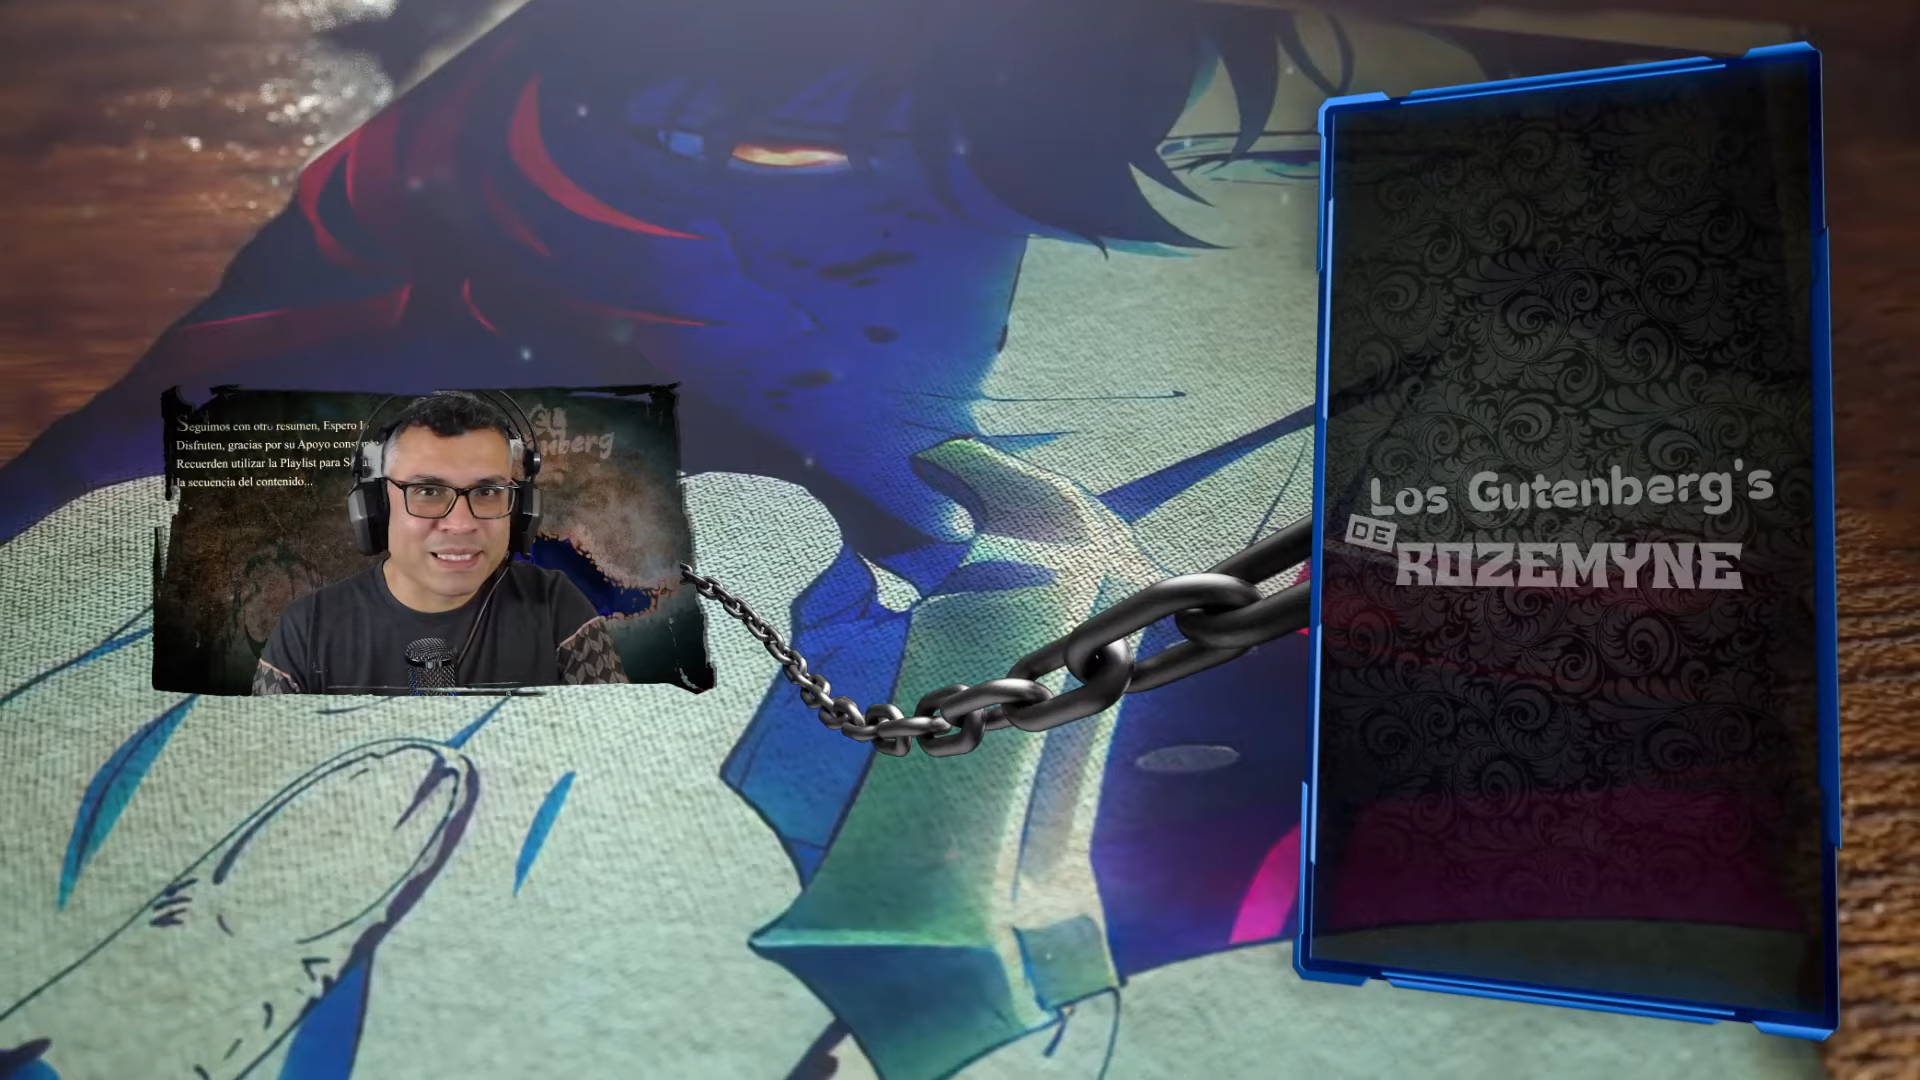 Seguimos con otro resumen, Espero l
Disfruten, gracias por su Apoyo
Recuerden utilizar la Playlist para
la secuencia del contenido...
Los Gutenberg's
DE
ROZEMYNE